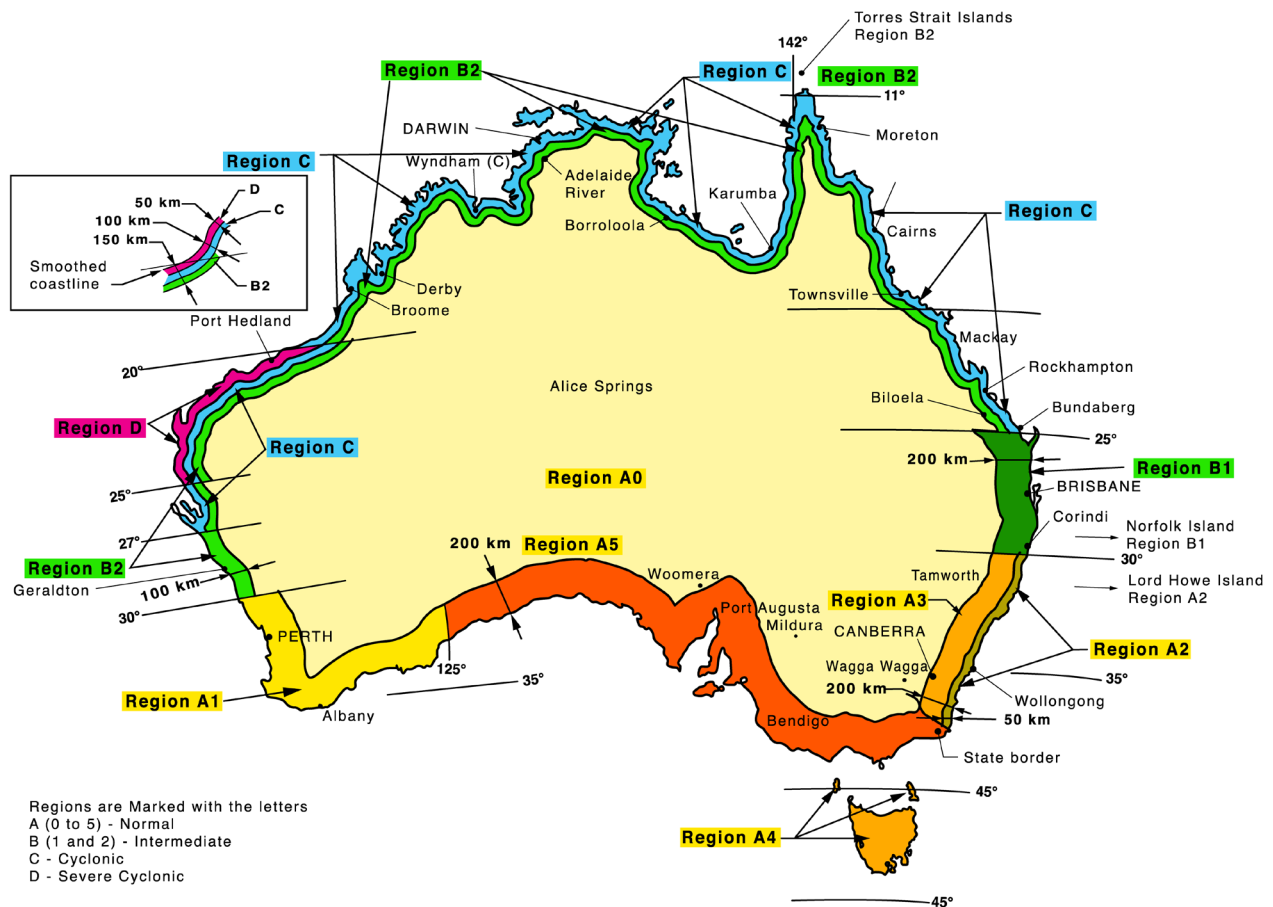 Torres Strait Islands
Region B2
142°
Region B2
Region C
Region B2
11°
DARWIN
Moreton
Region C
Wyndham (C)
Adelaide
River
Karumba
Borroloola
Region C
Cairns
D
50 km
C
100 km
150 km
Smoothed
coastline
B2
Derby
Broome
Townsville
Port Hedland
Mackay
20°
Rockhampton
Alice Springs
Biloela
Bundaberg
Region D
Region C
25°
200 km
Region B1
Region A0
BRISBANE
25°
Corindi
Norfolk Island
Region B1
27°
200 km
Region A5
30°
Region B2
Geraldton
100 km
Woomera
Tamworth
Lord Howe Island
Region A2
30°
Region A3
Port Augusta
Mildura
PERTH
CANBERRA
Region A2
125°
Wagga Wagga
35°
35°
200 km
Region A1
Wollongong
Albany
Bendigo
50 km
State border
45°
Regions are Marked with the letters
A (0 to 5) - Normal
B (1 and 2) - Intermediate
C - Cyclonic
D - Severe Cyclonic
Region A4
45°